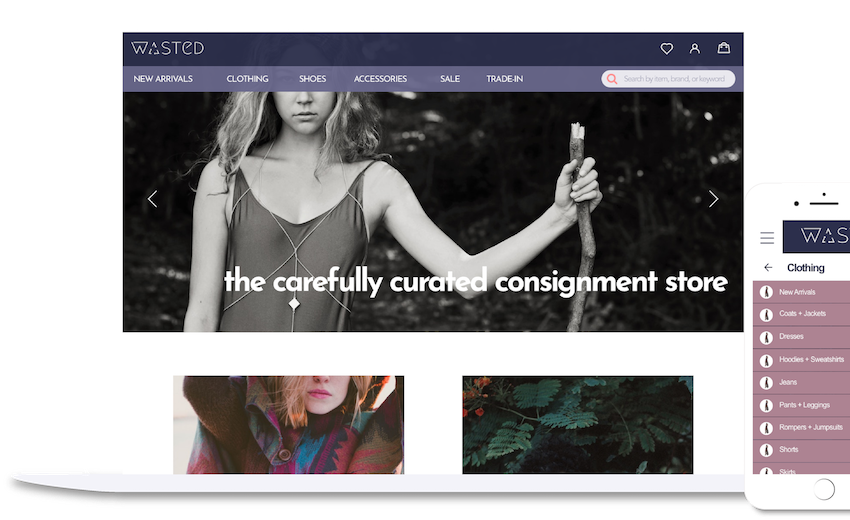 WASTED
NEW ARRIVALS CLOTHING SHOES ACCESSORIES SALE TRADE-IN Search by item, brand, or keyword
the carefully curated consignment store
WAS
Clothing
New Arrivals
Coats + Jackets
Dresses
Hoodies + Sweatshirts
Jeans
Pants + Leggings
Rompers + Jumpsuits
Shorts
Skirts